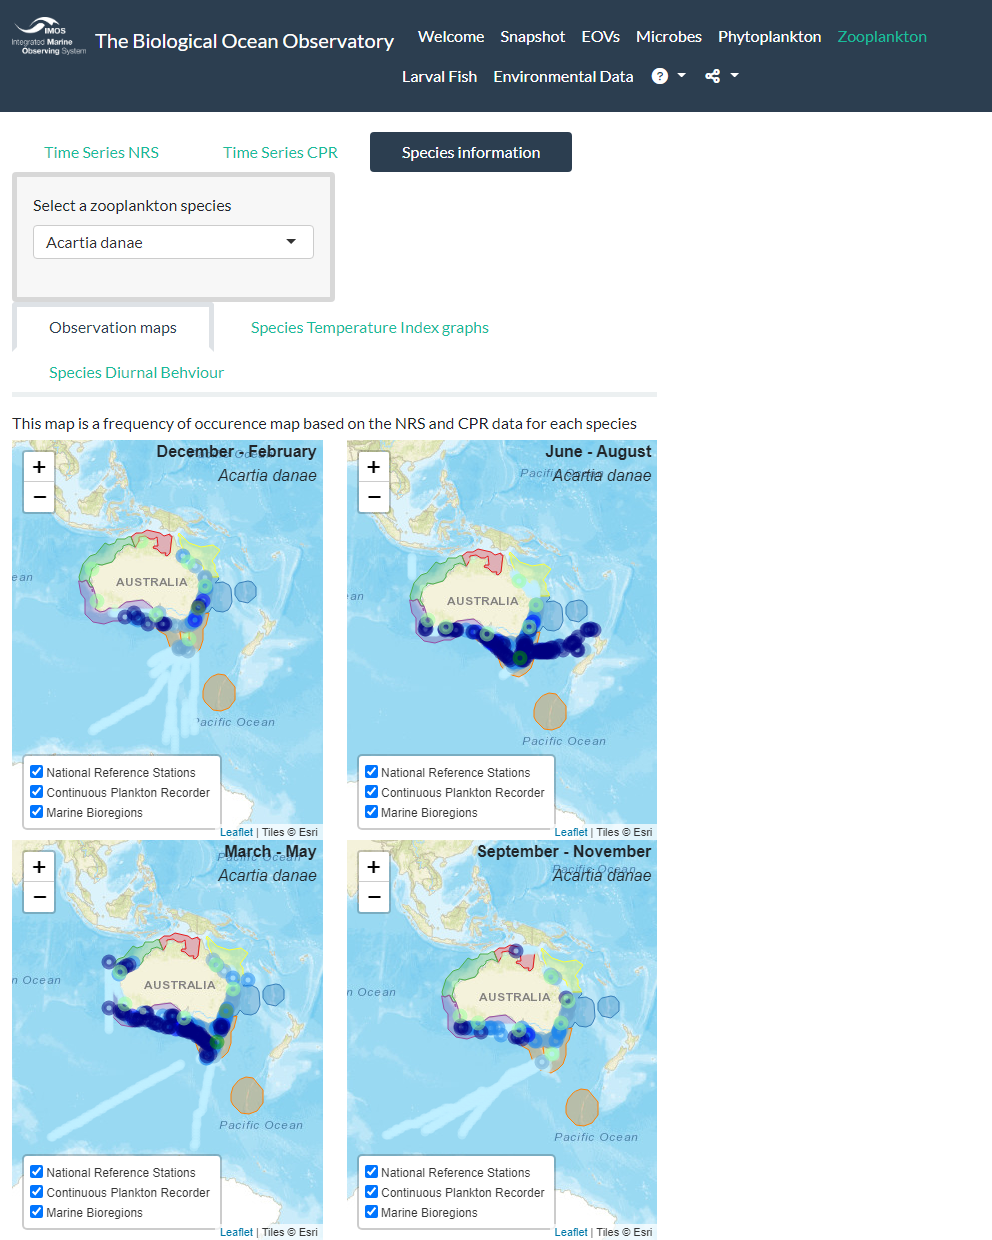 IMOS
Integrated Marine
Observing System
The Biological Ocean Observatory
Welcome Snapshot EOVs Microbes Phytoplankton Zooplankton
Larval Fish Environmental Data ?
Time Series NRS Time Series CPR Species information
Select a zooplankton species
Acartia danae
Observation maps Species Temperature Index graphs
Species Diurnal Behviour
This map is a frequency of occurence map based on the NRS and CPR data for each species
+
−
December - February
Pacific Ocean
Acartia danae
ean
AUSTRALIA
Pacific Ocean
National Reference Stations
Continuous Plankton Recorder
Marine Bioregions
Leaflet | Tiles © Esri
+
−
June - August
Pacific Ocean
Acartia danae
an
AUSTRALIA
Pacific Ocean
National Reference Stations
Continuous Plankton Recorder
Marine Bioregions
Leaflet | Tiles © Esri
+
−
March - May
Pacific Ocean
Acartia danae
n Ocean
AUSTRALIA
Pacific Ocean
National Reference Stations
Continuous Plankton Recorder
Marine Bioregions
Leaflet | Tiles © Esri
+
−
September - November
Pacific Ocean
Acartia danae
n Ocean
AUSTRALIA
Pacific Ocean
National Reference Stations
Continuous Plankton Recorder
Marine Bioregions
Leaflet | Tiles © Esri